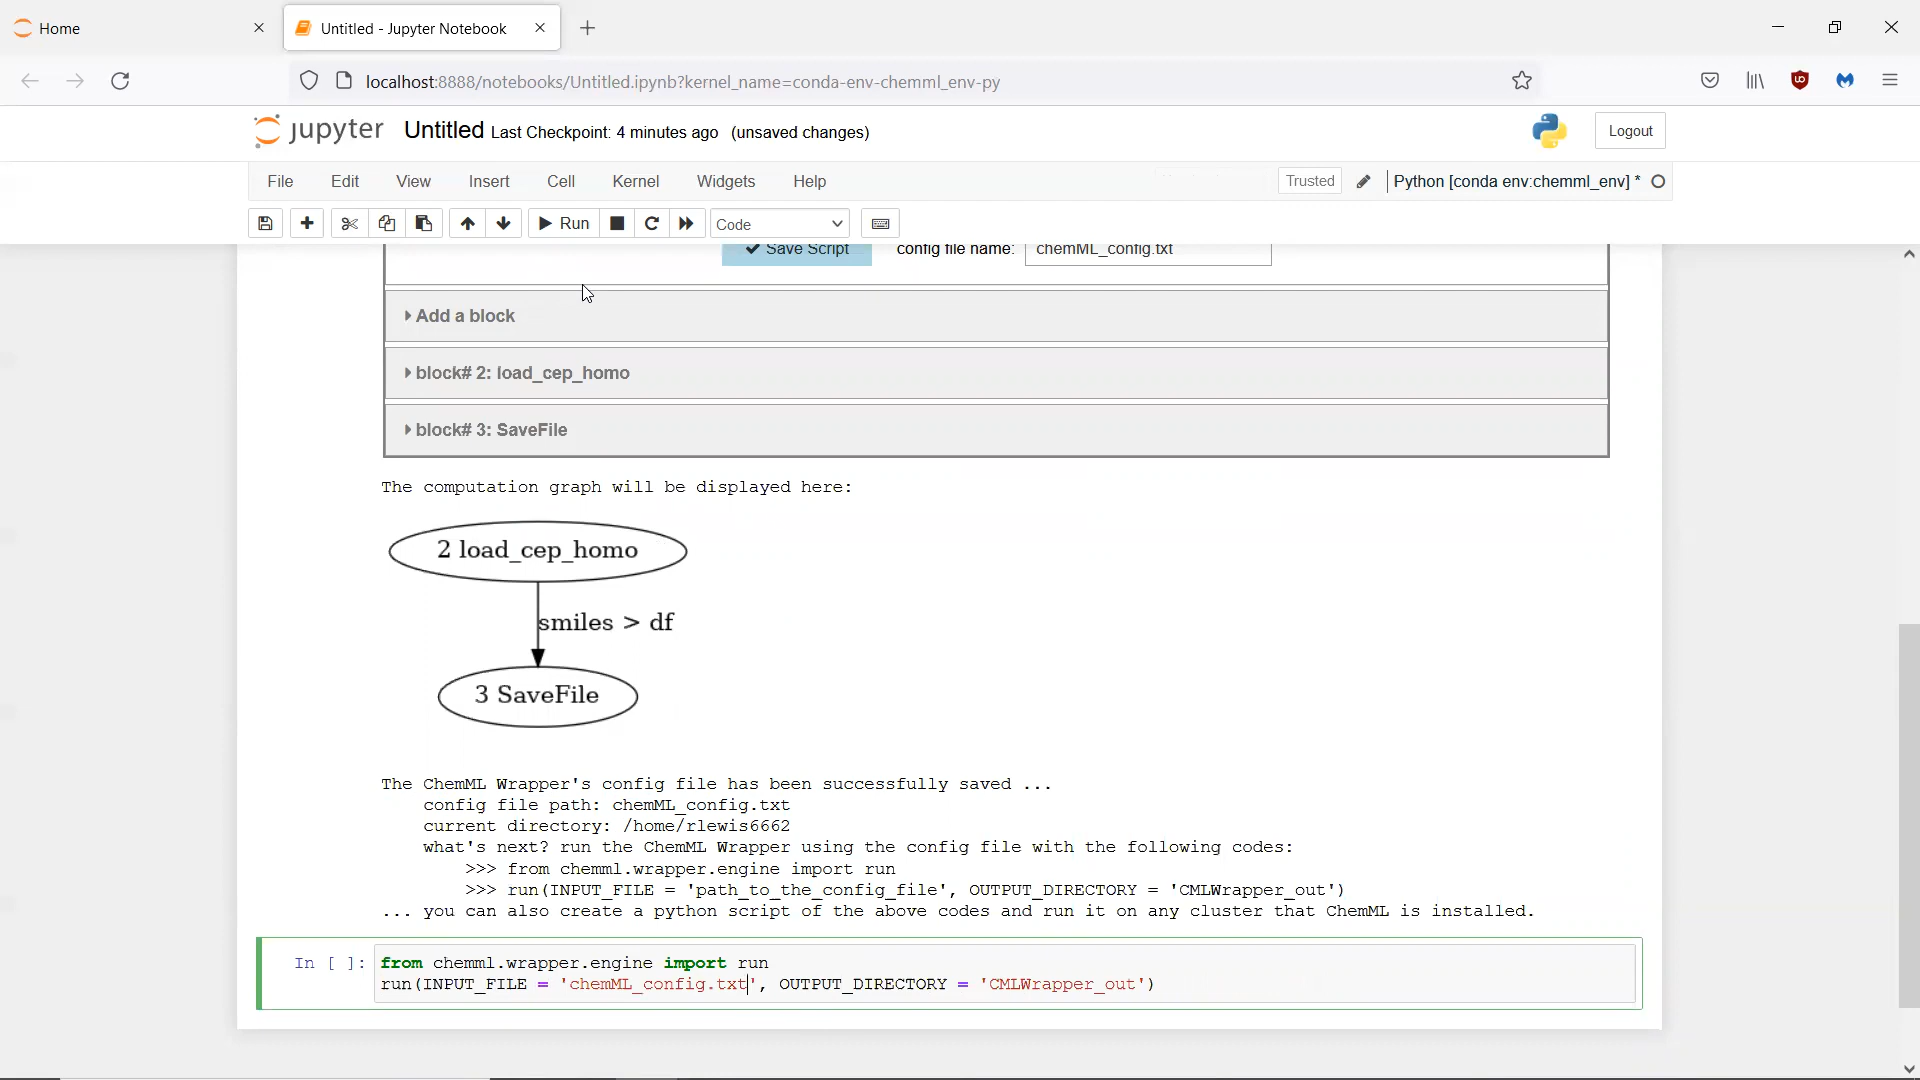 Home
Untitled - Jupyter Notebook
localhost:8888/notebooks/Untitled.ipynb?kernel_name=conda-env-chemml_env-py
jupyter Untitled Last Checkpoint: 4 minutes ago (unsaved changes)
Logout
File Edit View Insert Cell Kernel Widgets Help
Trusted Python [conda env:chemml_env] *
Run Code
Save Script config file name: chemML_config.txt
Add a block
block# 2: load_cep_homo
block# 3: SaveFile
The computation graph will be displayed here:
2 load_cep_homo
smiles > df
3 SaveFile
The ChemML Wrapper's config file has been successfully saved ...
config file path: chemML_config.txt
current directory: /home/rlewis6662
what's next? run the ChemML Wrapper using the config file with the following codes:
>>> from chemml.wrapper.engine import run
>>> run(INPUT_FILE = 'path_to_the_config_file', OUTPUT_DIRECTORY = 'CMLWrapper_out')
... you can also create a python script of the above codes and run it on any cluster that ChemML is installed.
In [ ]: from chemml.wrapper.engine import run
run(INPUT_FILE = 'chemML_config.txt', OUTPUT_DIRECTORY = 'CMLWrapper_out')